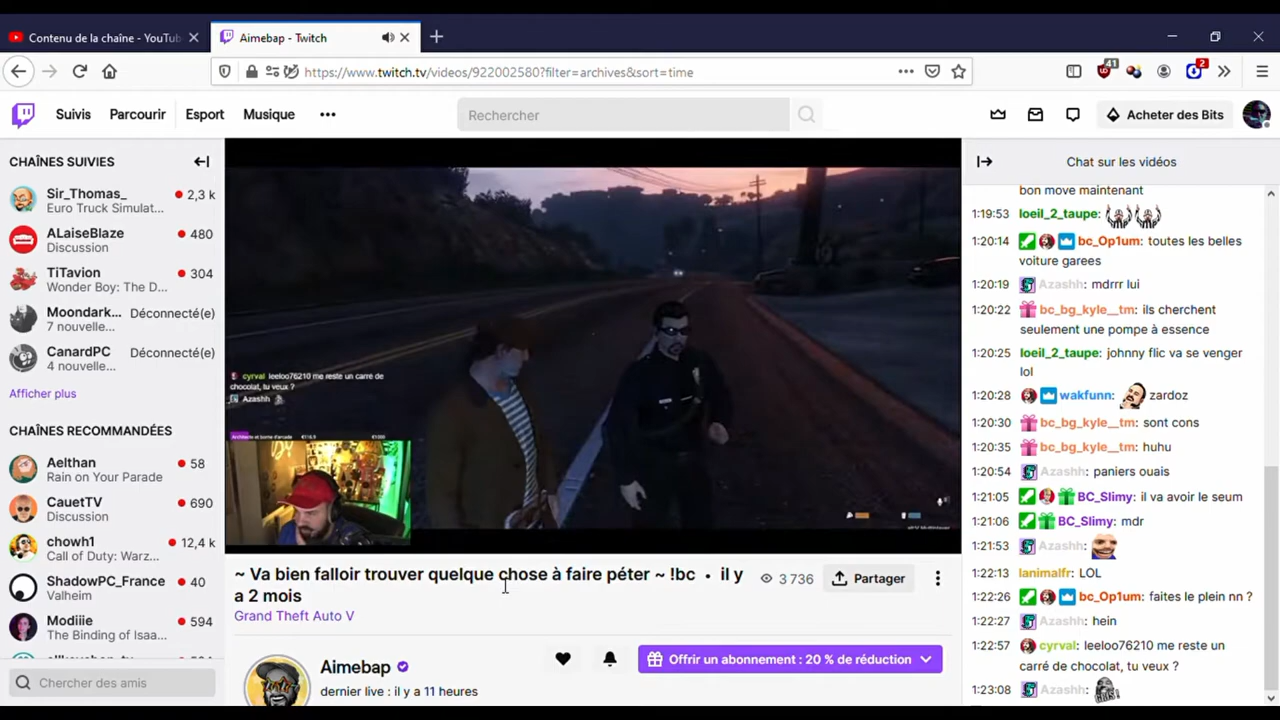 Contenu de la chaîne - YouTub
Aimebap - Twitch
https://www.twitch.tv/videos/922002580?filter=archives&sort=time
41
2
Suivis
Parcourir
Esport
Musique
Rechercher
Acheter des Bits
CHAÎNES SUIVIES
Sir_Thomas_
2,3 k
Euro Truck Simulat...
ALaiseBlaze
480
Discussion
TiTavion
304
Wonder Boy: The D...
Moondark...
Déconnecté(e)
7 nouvelle...
CanardPC
Déconnecté(e)
4 nouvelle...
Afficher plus
CHAÎNES RECOMMANDÉES
Aelthan
58
Rain on Your Parade
CauetTV
690
Discussion
chowh1
12,4 k
Call of Duty: Warz...
ShadowPC_France
40
Valheim
Modiiie
594
The Binding of Isaa...
Chercher des amis
cyrval leeloo76210 me reste un carré de
chocolat, tu veux ?
Azashh
~ Va bien falloir trouver quelque chose à faire péter ~ !bc • il y
a 2 mois
3 736
Partager
Grand Theft Auto V
Aimebap
dernier live : il y a 11 heures
Offrir un abonnement : 20 % de réduction
Chat sur les vidéos
bon move maintenant
1:19:53 loeil_2_taupe:
1:20:14 bc_Op1um: toutes les belles
voiture garees
1:20:19 Azashh: mdrrr lui
1:20:22 bc_bg_kyle__tm: ils cherchent
seulement une pompe à essence
1:20:25 loeil_2_taupe: johnny flic va se venger
lol
1:20:28 wakfunn: zardoz
1:20:30 bc_bg_kyle__tm: sont cons
1:20:35 bc_bg_kyle__tm: huhu
1:20:54 Azashh: paniers ouais
1:21:05 BC_Slimy: il va avoir le seum
1:21:06 BC_Slimy: mdr
1:21:53 Azashh:
1:22:13 lanimalfr: LOL
1:22:26 bc_Op1um: faites le plein nn ?
1:22:27 Azashh: hein
1:22:57 cyrval: leeloo76210 me reste un
carré de chocolat, tu veux ?
1:23:08 Azashh: